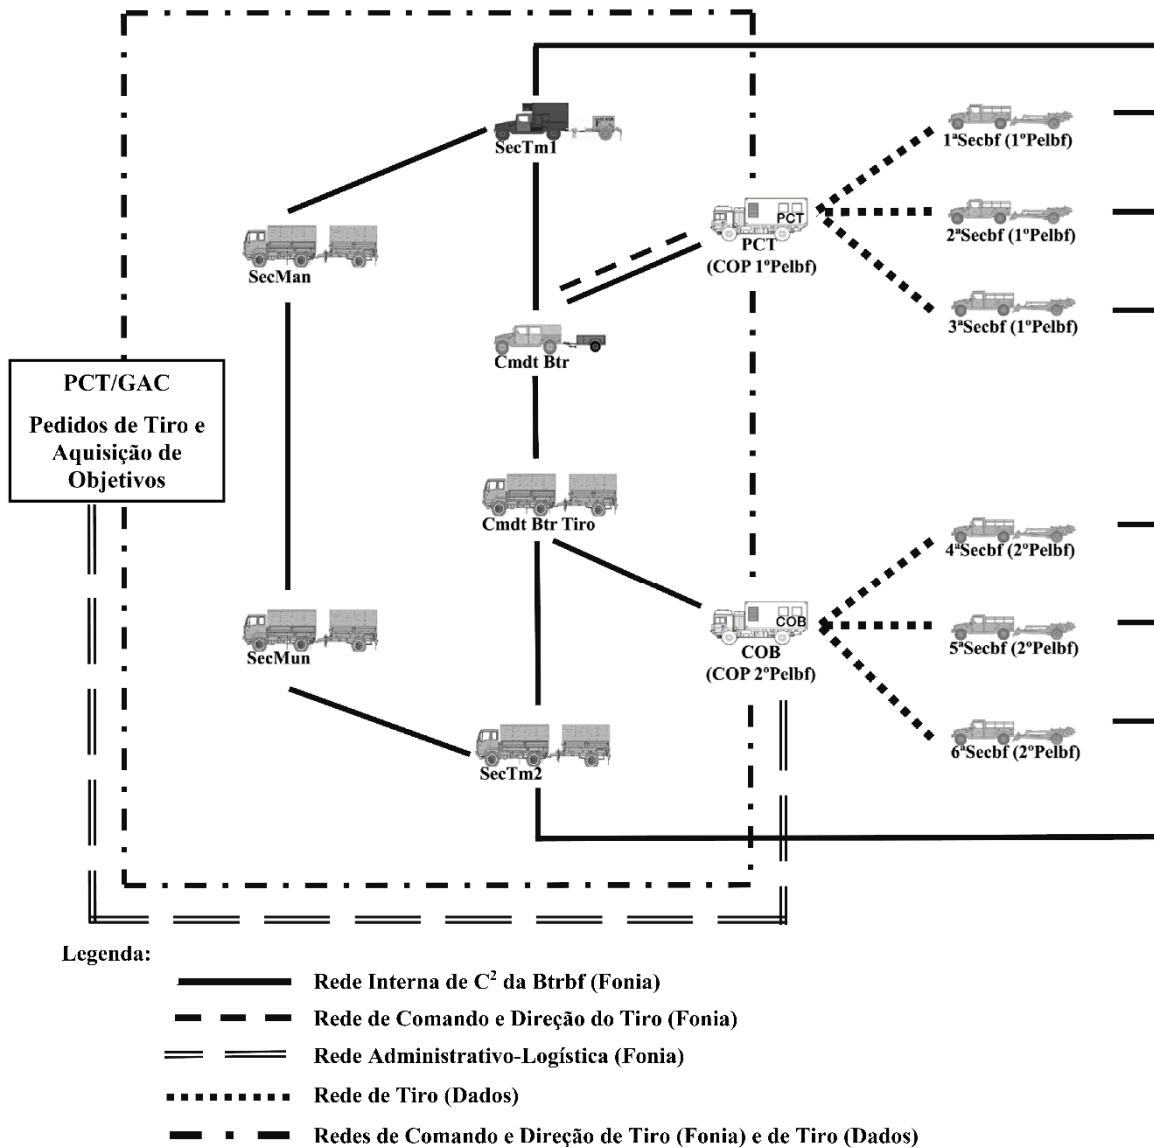 SecTm1
1ªSecbf (1ºPelbf)
PCT
2ªSecbf (1ºPelbf)
PCT
(COP 1ºPelbf)
SecMan
3ªSecbf (1ºPelbf)
Cmdt Btr
PCT/GAC
Pedidos de Tiro e
Aquisição de
Objetivos
Cmdt Btr Tiro
4ªSecbf (2ºPelbf)
COB
COB
(COP 2ºPelbf)
5ªSecbf (2ºPelbf)
SecMun
6ªSecbf (2ºPelbf)
SecTm2
Legenda:
Rede Interna de C² da Btrbf (Fonia)
Rede de Comando e Direção do Tiro (Fonia)
Rede Administrativo-Logística (Fonia)
Rede de Tiro (Dados)
Redes de Comando e Direção de Tiro (Fonia) e de Tiro (Dados)